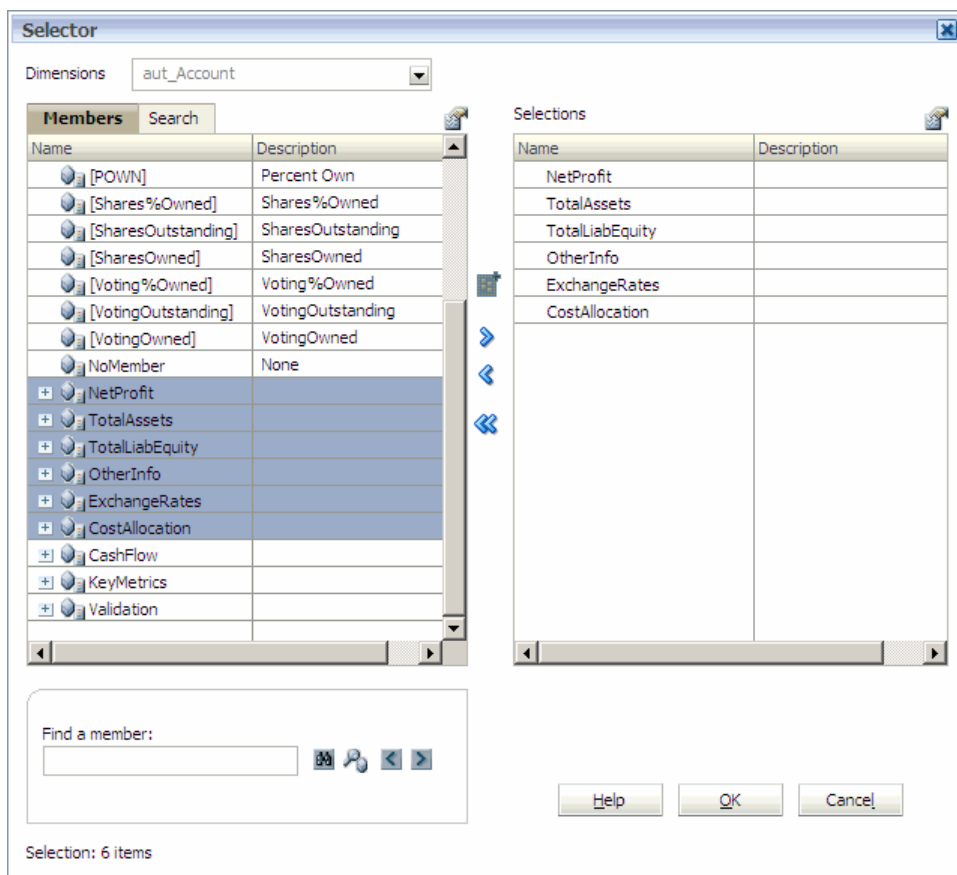 Selector
Dimensions aut_Account
Members Search
Name Description
[POWN] Percent Own
[Shares%Owned] Shares%Owned
[SharesOutstanding] SharesOutstanding
[SharesOwned] SharesOwned
[Voting%Owned] Voting%Owned
[VotingOutstanding] VotingOutstanding
[VotingOwned] VotingOwned
NoMember None
NetProfit
TotalAssets
TotalLiabEquity
OtherInfo
ExchangeRates
CostAllocation
CashFlow
KeyMetrics
Validation
Selections
Name Description
NetProfit
TotalAssets
TotalLiabEquity
OtherInfo
ExchangeRates
CostAllocation
Find a member:
Help OK Cancel
Selection: 6 items